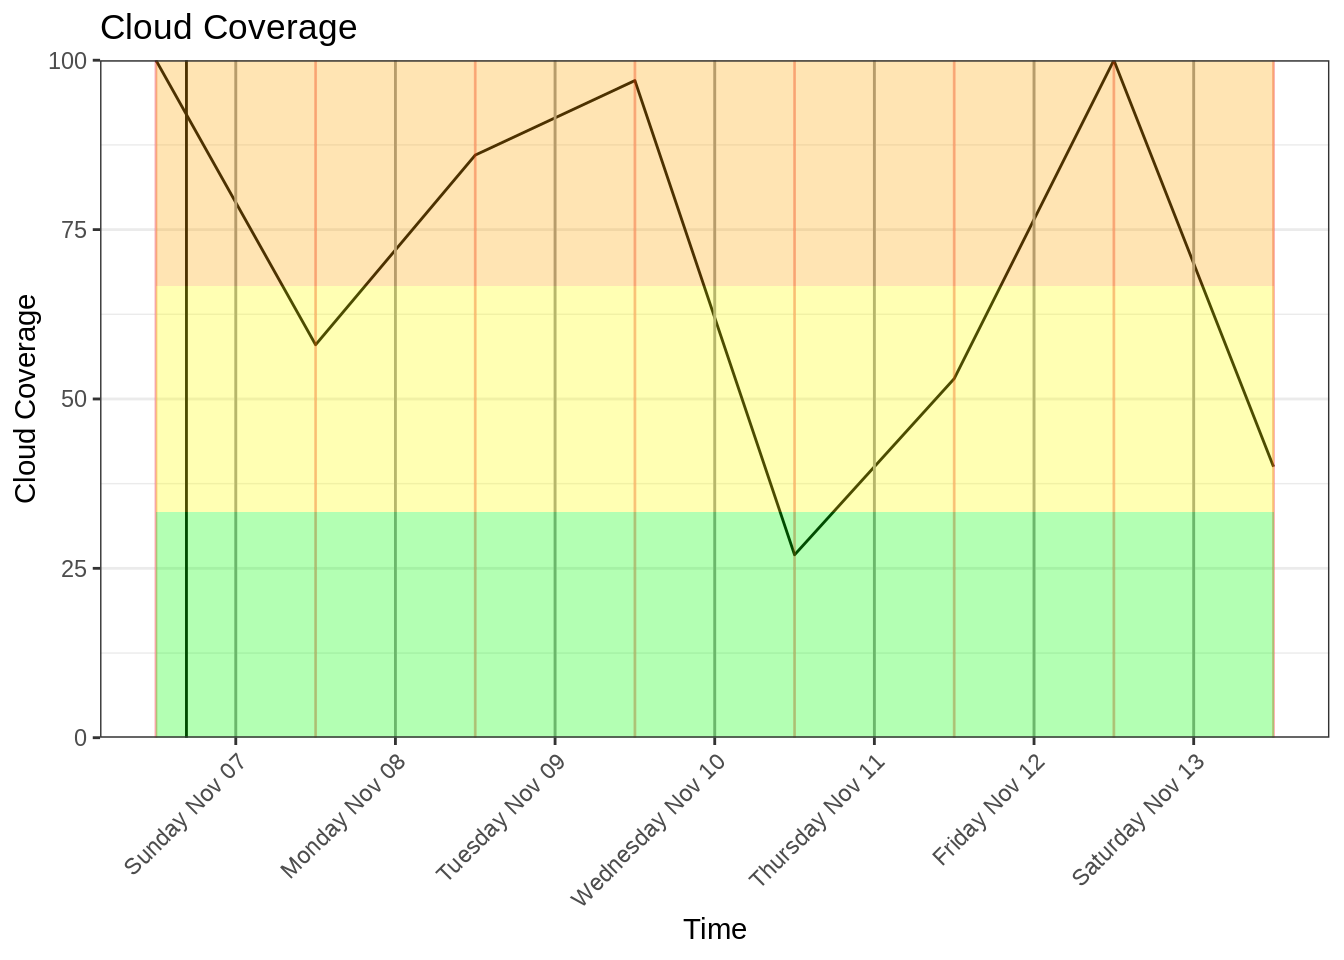 Cloud Coverage
100
75
50
25
0
Cloud Coverage
Sunday Nov 07
Monday Nov 08
Tuesday Nov 09
Wednesday Nov 10
Thursday Nov 11
Friday Nov 12
Saturday Nov 13
Time